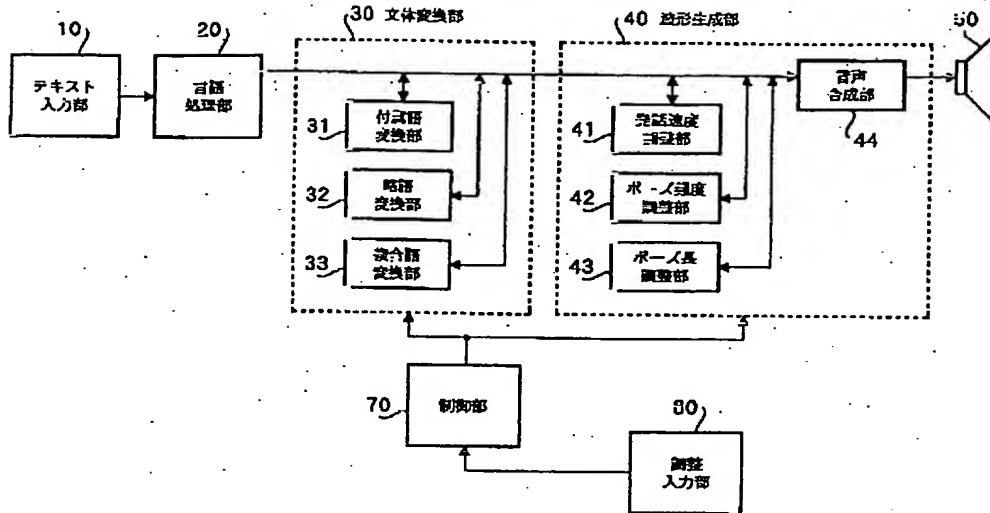 10
テキスト
入力部
20
言語
処理部
30 文体変換部
31
付属語
変換部
32
略語
変換部
33
複合語
変換部
40 波形生成部
41
発話速度
調整部
42
ポーズ頻度
調整部
43
ポーズ長
調整部
音声
合成部
44
50
70
制御部
80
調整
入力部